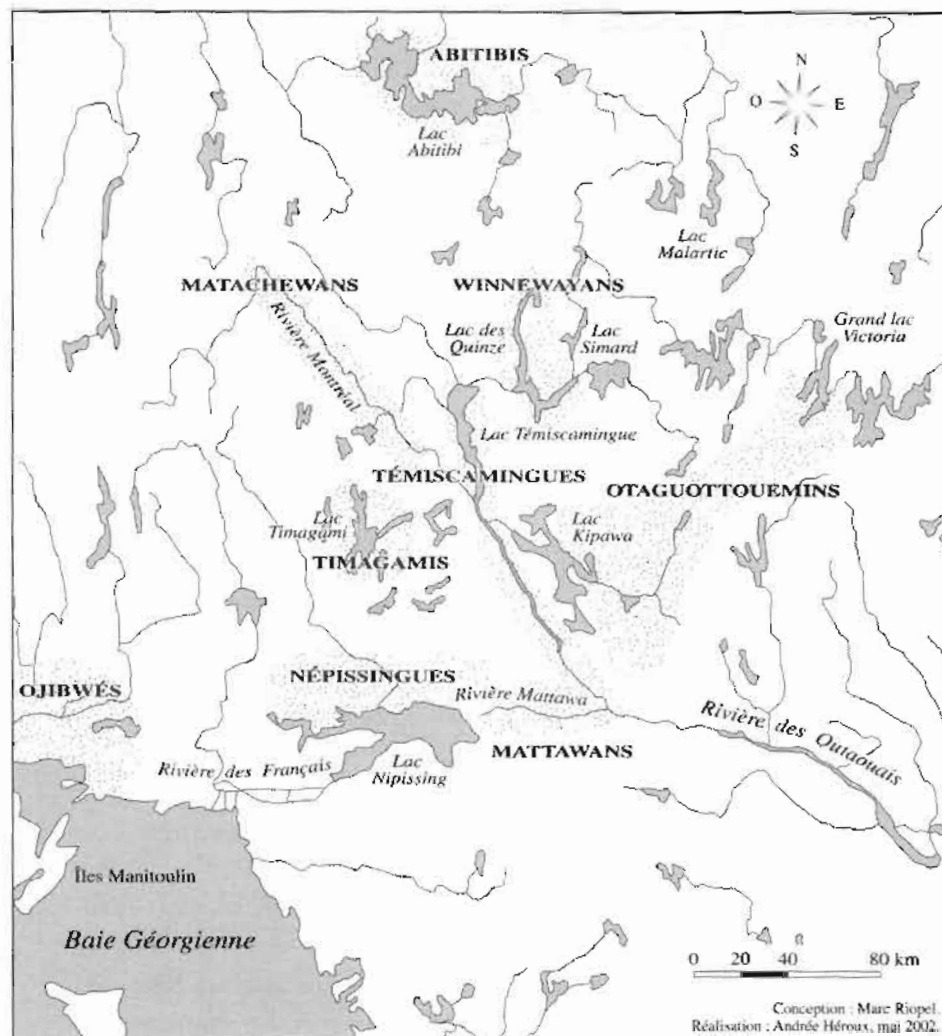 ABITIBIS
N
O
E
S
Lac
Abitibi
Lac
Malartic
MATACHEWANS
WINNEWAYANS
Rivière Montréal
Lac des
Quinze
Lac
Simard
Grand lac
Victoria
Lac Témiscamingue
TÉMISCAMINGUES
OTAGUOTTOUEMINS
Lac
Timagami
Lac
Kipawa
TIMAGAMIS
OJIBWÉS
NÉPISSINGUES
Rivière Mattawa
Rivière des Outaouais
MATTAWANS
Rivière des Français
Lac
Nipissing
Îles Manitoulin
Baie Géorgienne
0 20 40 80 km
Conception : Marc Riopel.
Réalisation : Andrée Héroux, mai 2002.